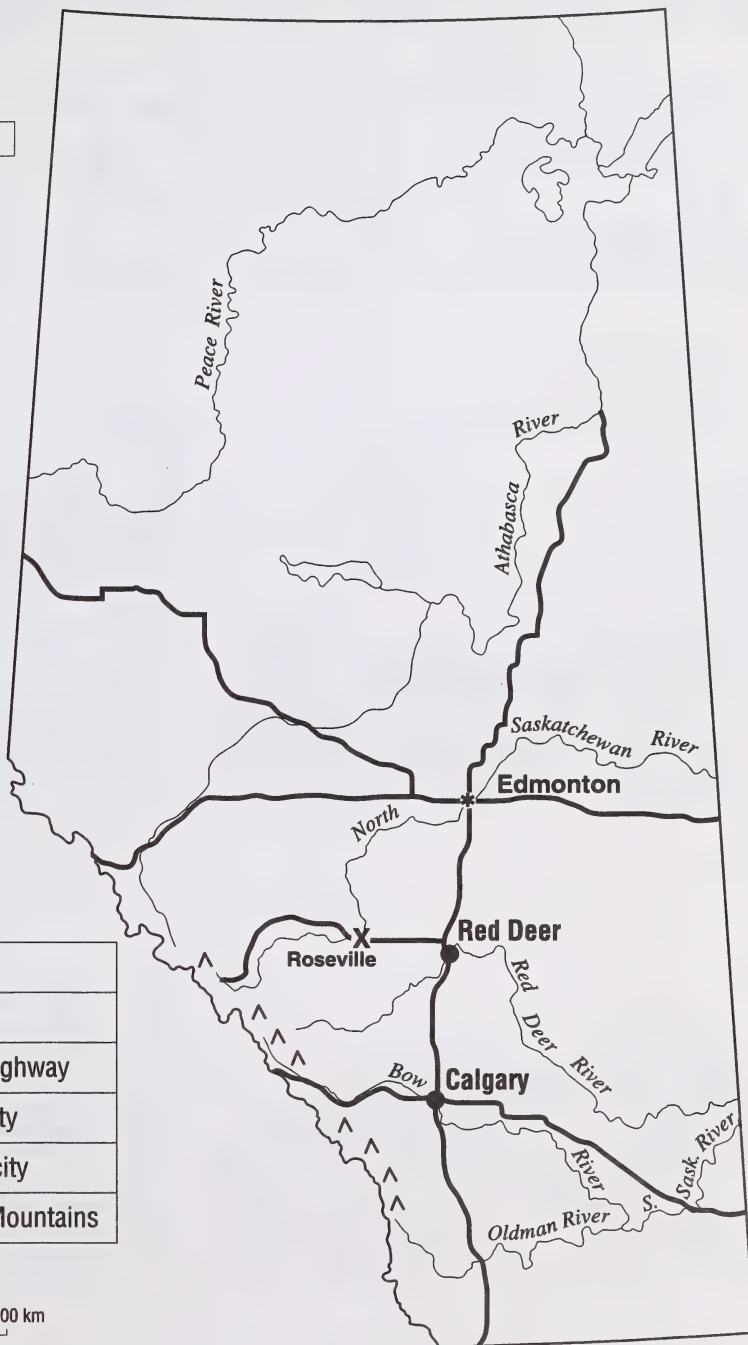 Peace River
River
Athabasca
Saskatchewan River
Edmonton
North
X
Red Deer
Roseville
Red Deer River
Bow
Calgary
River
S. Sask. River
Oldman River
ghway
ty
city
Mountains
00 km